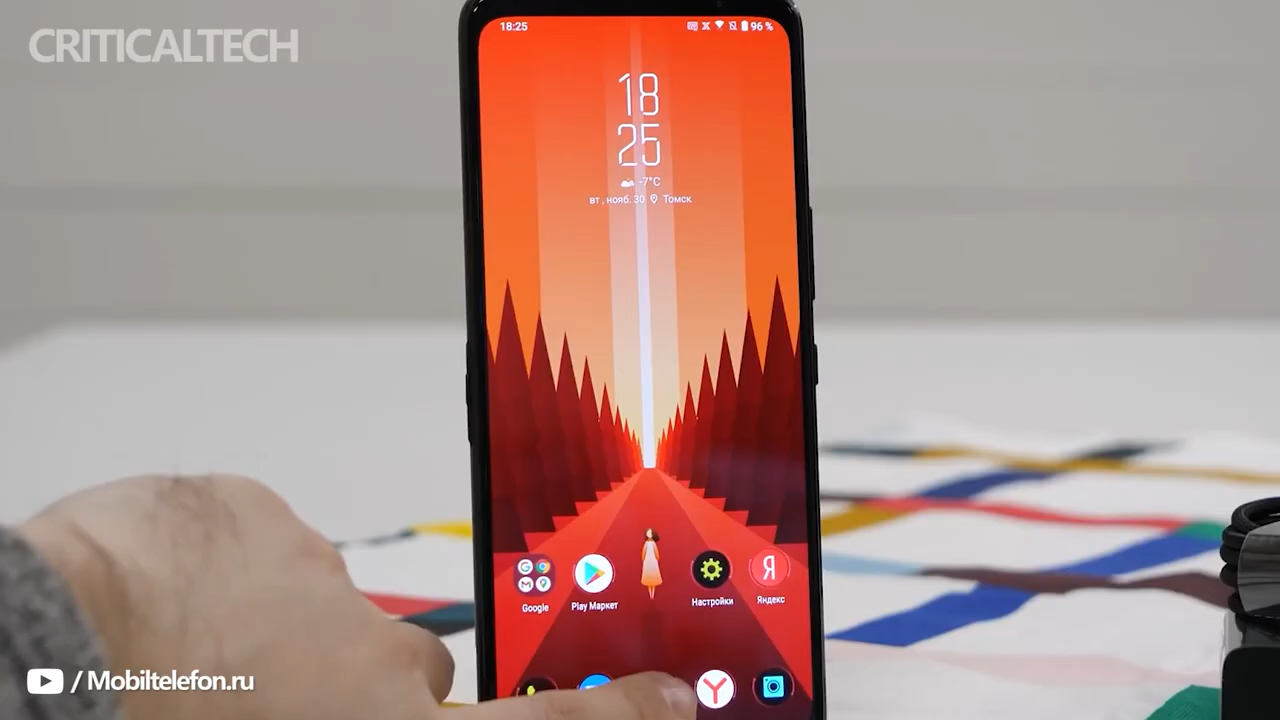 CRITICALTECH
18:25
96 %
18
25
-7°C
вт, нояб. 30 Томск
Google
Play Маркет
Настройки
Яндекс
/ Mobiltelefon.ru